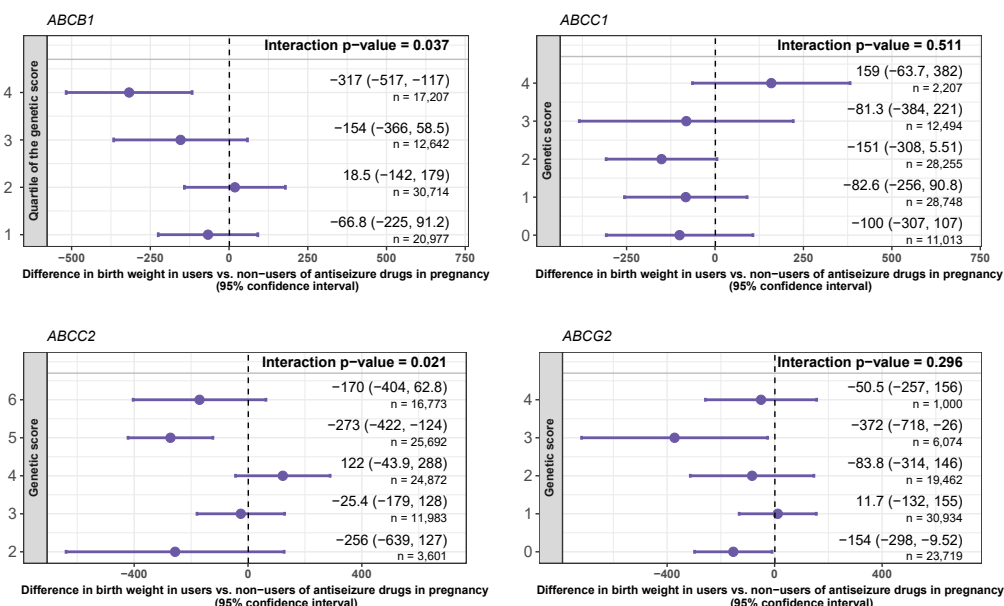 ABCB1
Interaction p−value = 0.037
Quartile of the genetic score
4
−317 (−517, −117)
n = 17,207
3
−154 (−366, 58.5)
n = 12,642
2
18.5 (−142, 179)
n = 30,714
1
−66.8 (−225, 91.2)
n = 20,977
−500 −250 0 250 500 750
Difference in birth weight in users vs. non−users of antiseizure drugs in pregnancy
(95% confidence interval)
ABCC1
Interaction p−value = 0.511
Genetic score
4
159 (−63.7, 382)
n = 2,207
3
−81.3 (−384, 221)
n = 12,494
2
−151 (−308, 5.51)
n = 28,255
1
−82.6 (−256, 90.8)
n = 28,748
0
−100 (−307, 107)
n = 11,013
−250 0 250 500 750
Difference in birth weight in users vs. non−users of antiseizure drugs in pregnancy
(95% confidence interval)
ABCC2
Interaction p−value = 0.021
Genetic score
6
−170 (−404, 62.8)
n = 16,773
5
−273 (−422, −124)
n = 25,692
4
122 (−43.9, 288)
n = 24,872
3
−25.4 (−179, 128)
n = 11,983
2
−256 (−639, 127)
n = 3,601
−400 0 400
Difference in birth weight in users vs. non−users of antiseizure drugs in pregnancy
(95% confidence interval)
ABCG2
Interaction p−value = 0.296
Genetic score
4
−50.5 (−257, 156)
n = 1,000
3
−372 (−718, −26)
n = 6,074
2
−83.8 (−314, 146)
n = 19,462
1
11.7 (−132, 155)
n = 30,934
0
−154 (−298, −9.52)
n = 23,719
−400 0 400
Difference in birth weight in users vs. non−users of antiseizure drugs in pregnancy
(95% confidence interval)